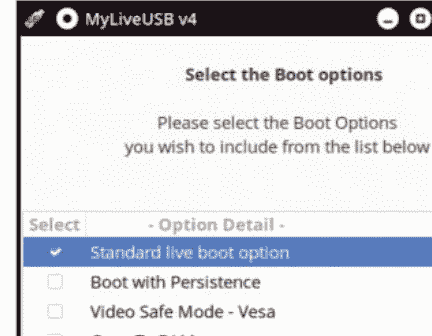 MyLiveUSB v4
Select the Boot options
Please select the Boot Options
you wish to include from the list below
Select - Option Detail -
Standard live boot option
Boot with Persistence
Video Safe Mode - Vesa